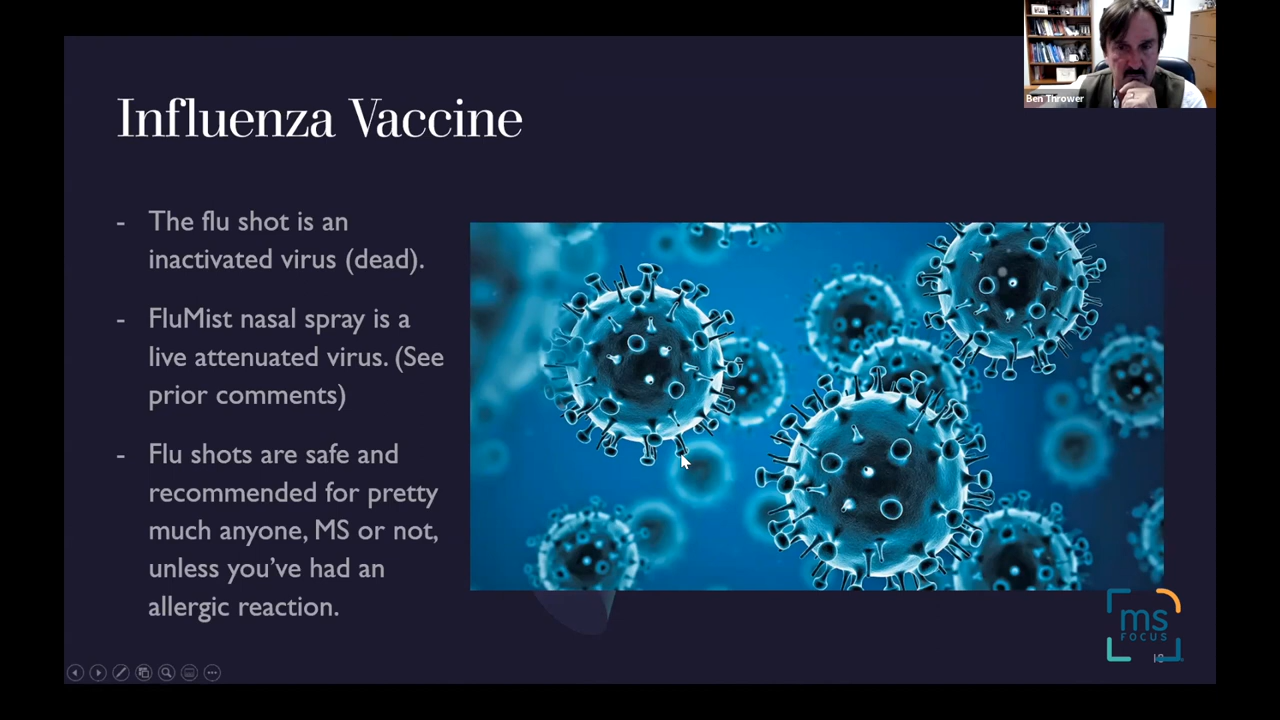 Ben Thrower
Influenza Vaccine
- The flu shot is an
inactivated virus (dead).
- FluMist nasal spray is a
live attenuated virus. (See
prior comments)
- Flu shots are safe and
recommended for pretty
much anyone, MS or not,
unless you’ve had an
allergic reaction.
ms
FOCUS